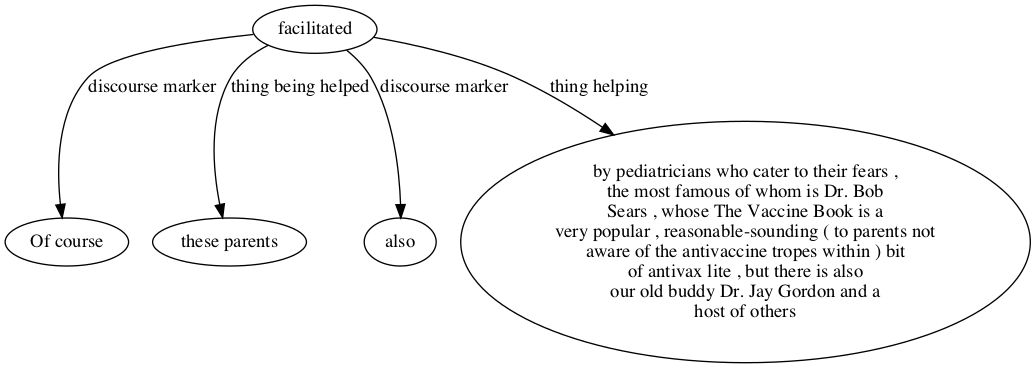 facilitated
discourse marker
thing being helped
discourse marker
thing helping
Of course
these parents
also
by pediatricians who cater to their fears ,
the most famous of whom is Dr. Bob
Sears , whose The Vaccine Book is a
very popular , reasonable-sounding ( to parents not
aware of the antivaccine tropes within ) bit
of antivax lite , but there is also
our old buddy Dr. Jay Gordon and a
host of others